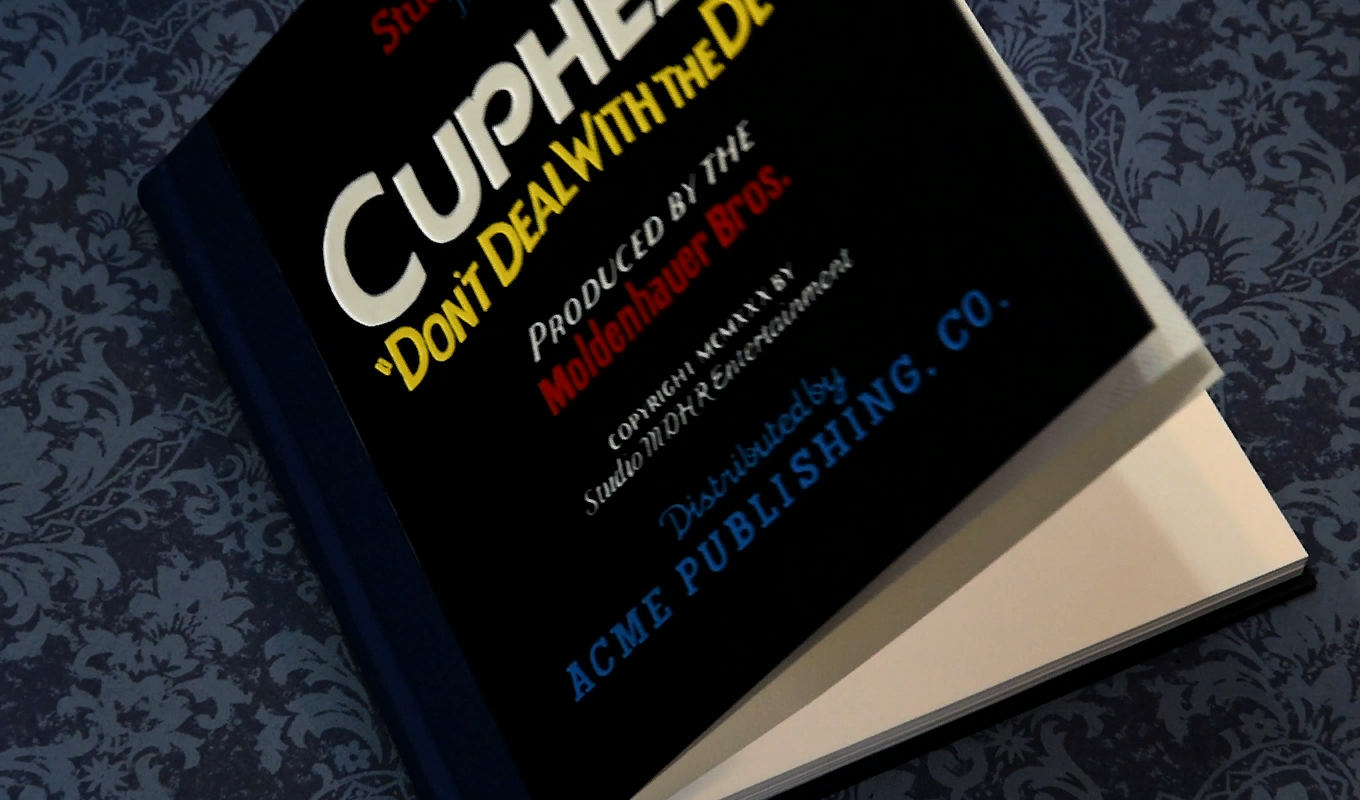 CUPHE
"DON'T DEAL WITH THE DE
PRODUCED BY THE
Moldenhauer Bros.
COPYRIGHT MCMXXX BY
Studio MDHR Entertainment
Distributed by
ACME PUBLISHING. CO.